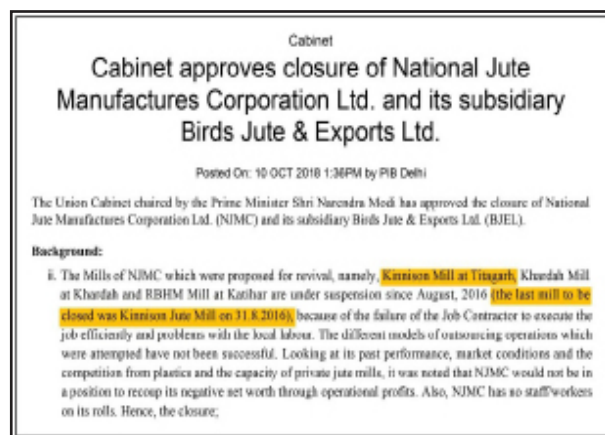 Cabinet
Cabinet approves closure of National Jute
Manufactures Corporation Ltd. and its subsidiary
Birds Jute & Exports Ltd.
Posted On: 10 OCT 2018 1:36PM by PIB Delhi
The Union Cabinet chaired by the Prime Minister Shri Narendra Modi has approved the closure of National
Jute Manufactures Corporation Ltd. (NJMC) and its subsidiary Birds Jute & Exports Ltd. (BJEL).
Background:
ii. The Mills of NJMC which were proposed for revival, namely, Kinnison Mill at Titagarh, Khardah Mill
at Khardah and RBHM Mill at Katihar are under suspension since August, 2016 (the last mill to be
closed was Kinnison Jute Mill on 31.8.2016), because of the failure of the Job Contractor to execute the
job efficiently and problems with the local labour. The different models of outsourcing operations which
were attempted have not been successful. Looking at its past performance, market conditions and the
competition from plastics and the capacity of private jute mills, it was noted that NJMC would not be in
a position to recoup its negative net worth through operational profits. Also, NJMC has no staff/workers
on its rolls. Hence, the closure;